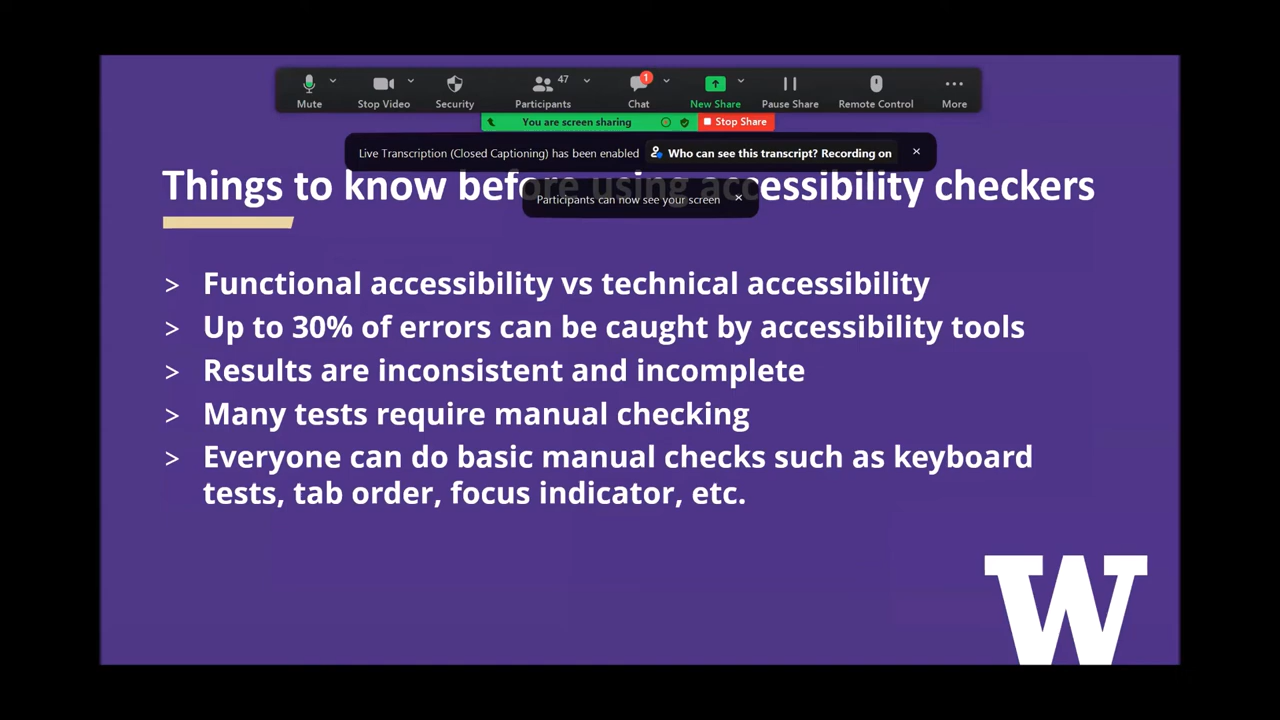 47
1
Mute
Stop Video
Security
Participants
Chat
New Share
Pause Share
Remote Control
More
You are screen sharing
Stop Share
Live Transcription (Closed Captioning) has been enabled
Who can see this transcript? Recording on
Things to know before using accessibility checkers
Participants can now see your screen
> Functional accessibility vs technical accessibility
> Up to 30% of errors can be caught by accessibility tools
> Results are inconsistent and incomplete
> Many tests require manual checking
> Everyone can do basic manual checks such as keyboard
tests, tab order, focus indicator, etc.
W